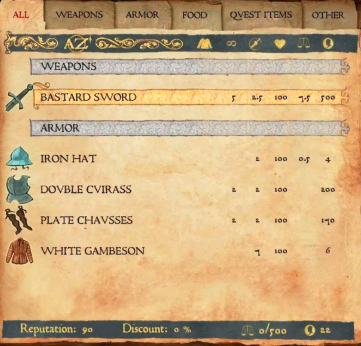 ALL WEAPONS ARMOR FOOD QVEST ITEMS OTHER
AZ
WEAPONS
BASTARD SWORD 5 2.5 100 7.5 500
ARMOR
IRON HAT 2 100 0.5 4
DOVBLE CVIRASS 2 2 100 200
PLATE CHAVSSES 2 2 100 170
WHITE GAMBESON 7 100 6
Reputation: 90 Discount: 0 % 0/500 22